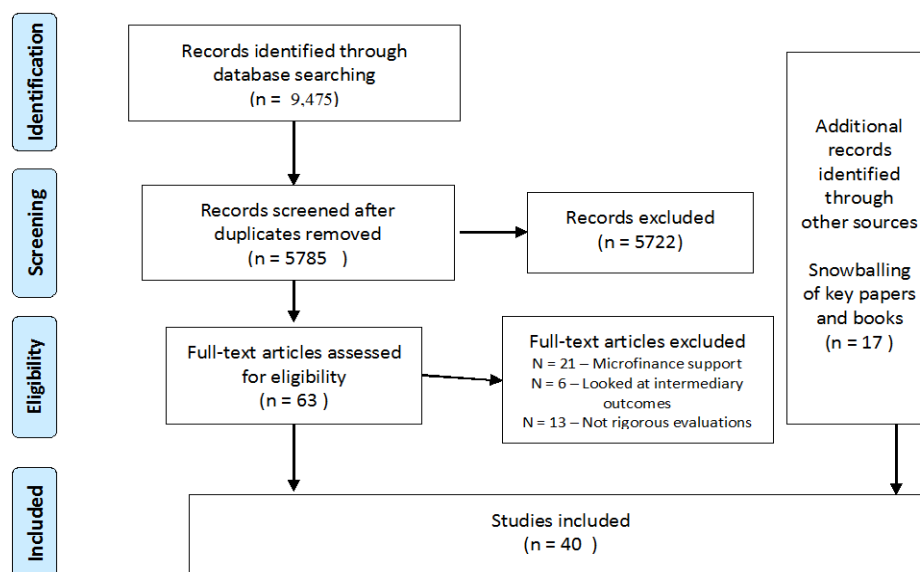 Identification
Records identified through
database searching
(n = 9,475)
Additional
records
identified
through
other sources
Snowballing
of key papers
and books
(n = 17 )
Screening
Records screened after
duplicates removed
(n = 5785 )
Records excluded
(n = 5722)
Eligibility
Full-text articles assessed
for eligibility
(n = 63 )
Full-text articles excluded
N = 21 – Microfinance support
N = 6 – Looked at intermediary
outcomes
N = 13 – Not rigorous evaluations
Included
Studies included
(n = 40 )